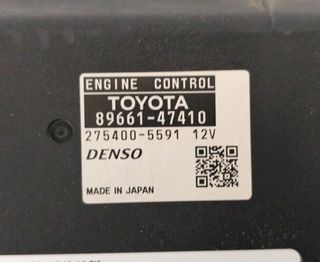 ENGINE CONTROL
TOYOTA
89661-47410
275400-5591 12V
DENSO
MADE IN JAPAN